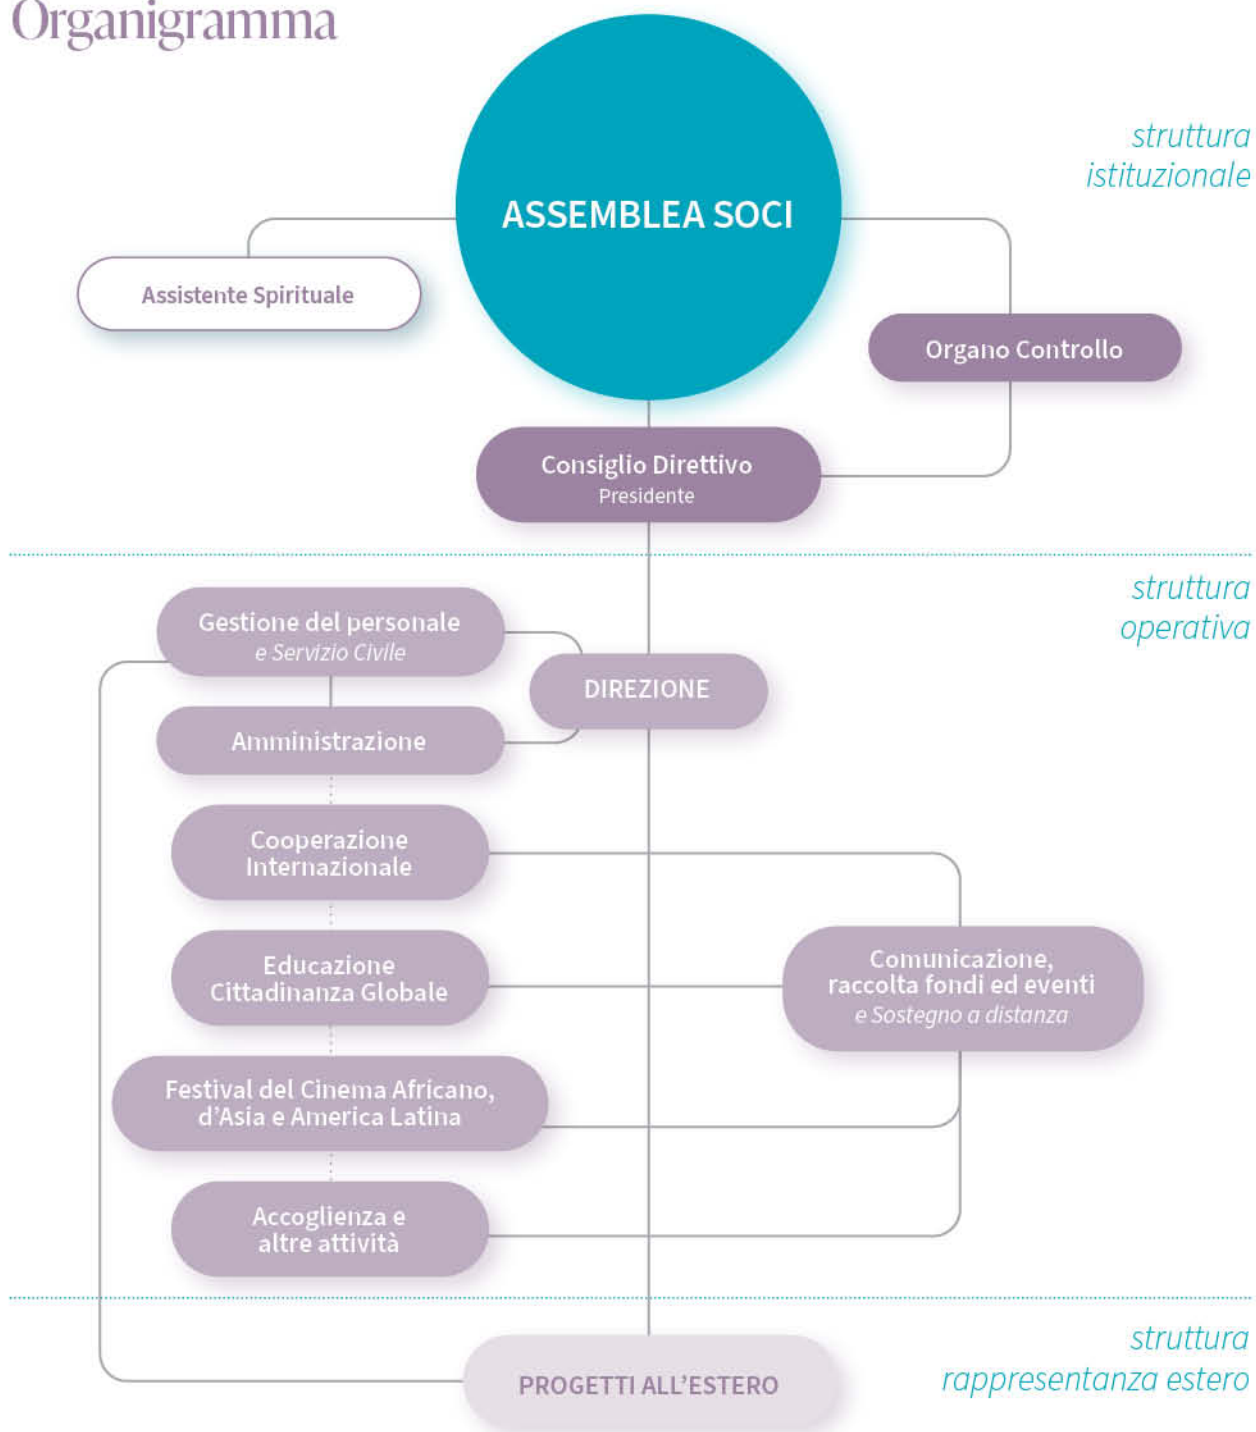 Organigramma
ASSEMBLEA SOCI
struttura
istituzionale
Assistente Spirituale
Organo Controllo
Consiglio Direttivo
Presidente
struttura
operativa
Gestione del personale
e Servizio Civile
DIREZIONE
Amministrazione
Cooperazione
Internazionale
Educazione
Cittadinanza Globale
Comunicazione,
raccolta fondi ed eventi
e Sostegno a distanza
Festival del Cinema Africano,
d'Asia e America Latina
Accoglienza e
altre attività
struttura
rappresentanza estero
PROGETTI ALL'ESTERO